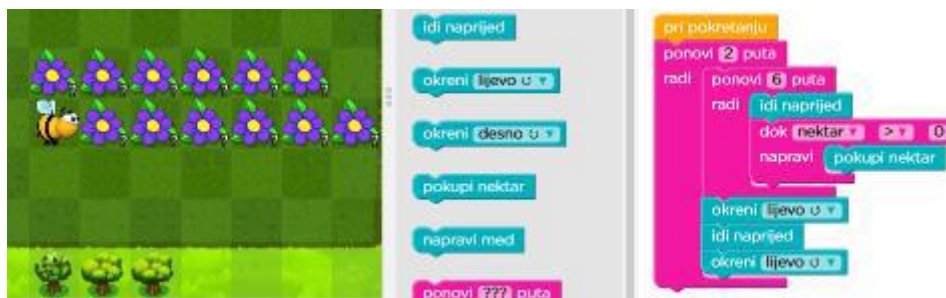 idi naprijed
okreni lijevo ↺ ▾
okreni desno ↻ ▾
pokupi nektar
napravi med
ponovi ??? puta
pri pokretanju
ponovi 2 puta
radi ponovi 6 puta
radi idi naprijed
dok nektar ▾ > ▾ 0
napravi pokupi nektar
okreni lijevo ↺ ▾
idi naprijed
okreni lijevo ↺ ▾